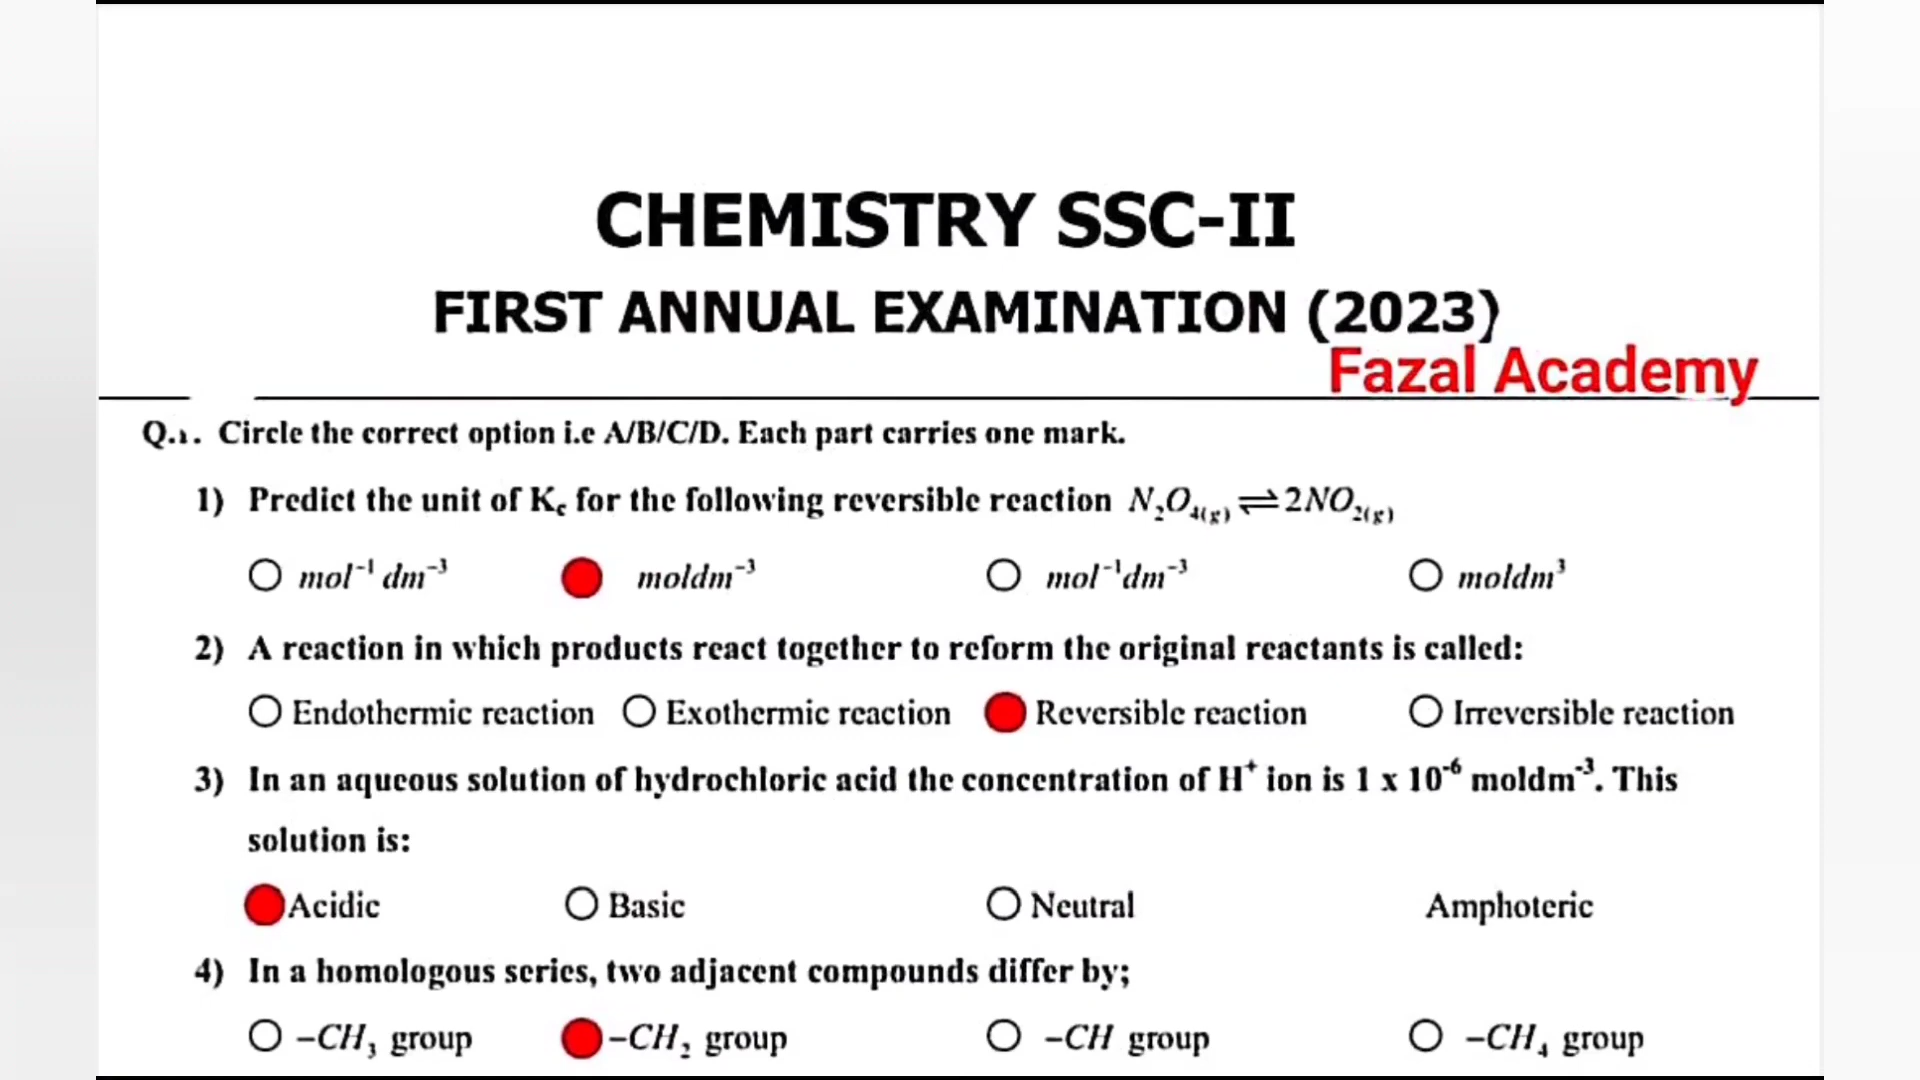 CHEMISTRY SSC-II
FIRST ANNUAL EXAMINATION (2023)
Fazal Academy
Q.1. Circle the correct option i.e A/B/C/D. Each part carries one mark.
1) Predict the unit of K꜀ for the following reversible reaction N₂O₄₍g₎ ⇌ 2NO₂₍g₎
mol⁻¹ dm⁻³ moldm⁻³ mol⁻¹dm⁻³ moldm³
2) A reaction in which products react together to reform the original reactants is called:
Endothermic reaction Exothermic reaction Reversible reaction Irreversible reaction
3) In an aqueous solution of hydrochloric acid the concentration of H⁺ ion is 1 x 10⁻⁶ moldm⁻³. This
solution is:
Acidic Basic Neutral Amphoteric
4) In a homologous series, two adjacent compounds differ by;
–CH₃ group –CH₂ group –CH group –CH₄ group